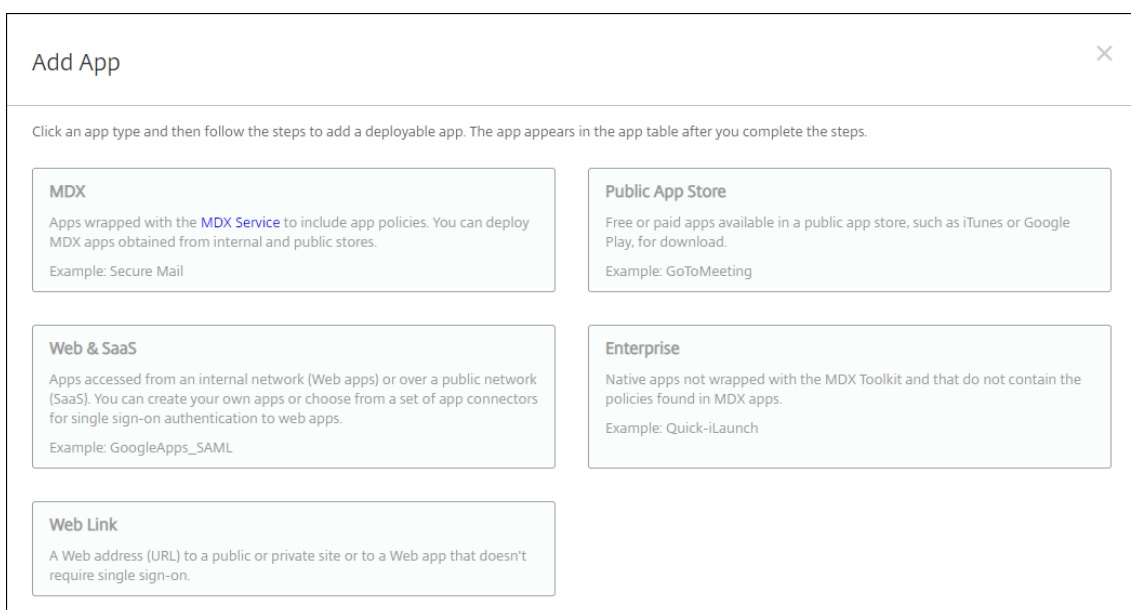 Add App
Click an app type and then follow the steps to add a deployable app. The app appears in the app table after you complete the steps.
MDX
Apps wrapped with the MDX Service to include app policies. You can deploy
MDX apps obtained from internal and public stores.
Example: Secure Mail
Public App Store
Free or paid apps available in a public app store, such as iTunes or Google
Play, for download.
Example: GoToMeeting
Web & SaaS
Apps accessed from an internal network (Web apps) or over a public network
(SaaS). You can create your own apps or choose from a set of app connectors
for single sign-on authentication to web apps.
Example: GoogleApps_SAML
Enterprise
Native apps not wrapped with the MDX Toolkit and that do not contain the
policies found in MDX apps.
Example: Quick-iLaunch
Web Link
A Web address (URL) to a public or private site or to a Web app that doesn't
require single sign-on.